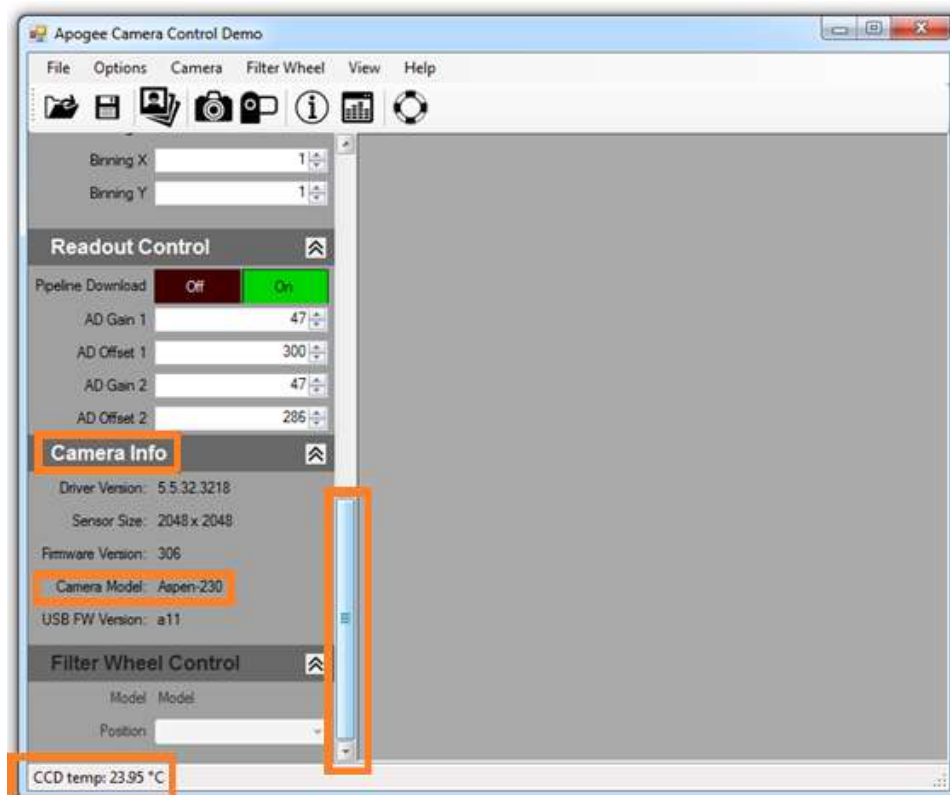 Apogee Camera Control Demo
File Options Camera Filter Wheel View Help
Binning X 1
Binning Y 1
Readout Control
Pipeline Download Off On
AD Gain 1 47
AD Offset 1 300
AD Gain 2 47
AD Offset 2 286
Camera Info
Driver Version: 5.5.32.3218
Sensor Size: 2048 x 2048
Firmware Version: 306
Camera Model: Aspen-230
USB FW Version: a11
Filter Wheel Control
Model Model
Position
CCD temp: 23.95 °C